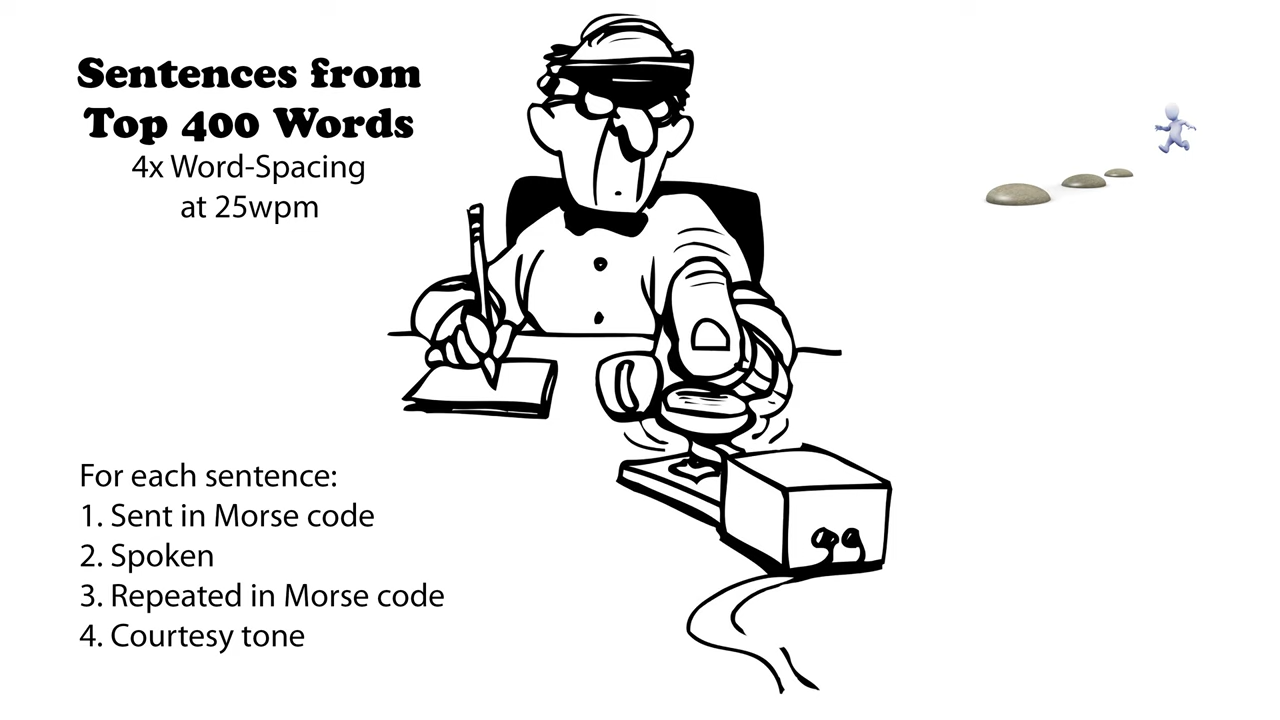 Sentences from
Top 400 Words
4x Word-Spacing
at 25wpm
For each sentence:
1. Sent in Morse code
2. Spoken
3. Repeated in Morse code
4. Courtesy tone